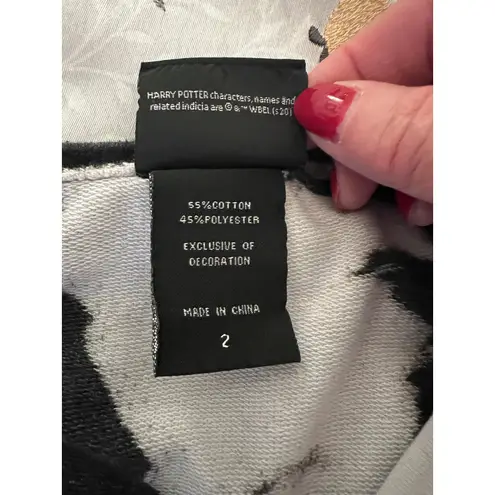 HARRY POTTER characters, names and
related indicia are © & ™ WBEI. (s20)
55%COTTON
45%POLYESTER
EXCLUSIVE OF
DECORATION
MADE IN CHINA
2